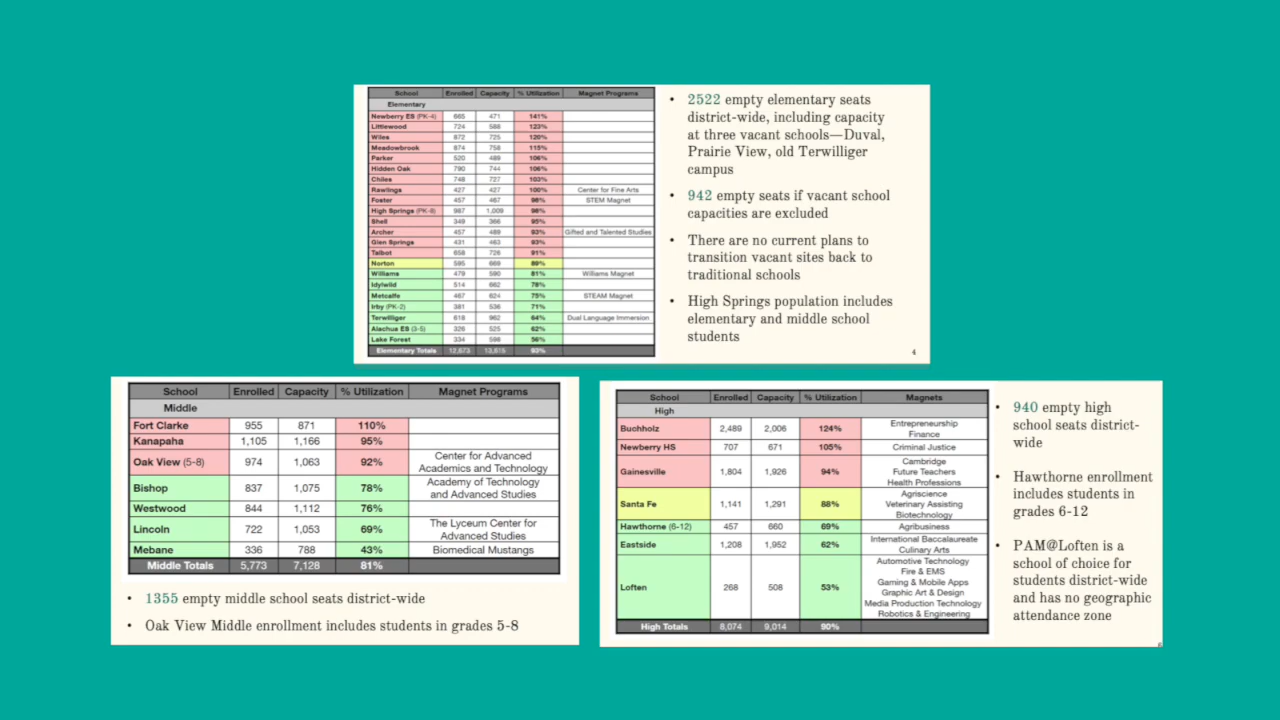 School Enrolled Capacity % Utilization Magnet Programs
Elementary
Newberry ES (PK-4) 665 471 141%
Littlewood 724 588 123%
Wiles 872 725 120%
Meadowbrook 874 758 115%
Parker 520 489 106%
Hidden Oak 790 744 106%
Chiles 748 727 103%
Rawlings 427 427 100% Center for Fine Arts
Foster 457 467 98% STEM Magnet
High Springs (PK-8) 987 1,009 98%
Shell 349 366 95%
Archer 457 489 93% Gifted and Talented Studies
Glen Springs 431 463 93%
Talbot 658 726 91%
Norton 595 669 89%
Williams 479 590 81% Williams Magnet
Idylwild 514 662 78%
Metcalfe 467 624 75% STEAM Magnet
Irby (PK-2) 381 536 71%
Terwilliger 618 962 64% Dual Language Immersion
Alachua ES (3-5) 326 525 62%
Lake Forest 334 598 56%
Elementary Totals 12,673 13,615 93%
• 2522 empty elementary seats
district-wide, including capacity
at three vacant schools—Duval,
Prairie View, old Terwilliger
campus
• 942 empty seats if vacant school
capacities are excluded
• There are no current plans to
transition vacant sites back to
traditional schools
• High Springs population includes
elementary and middle school
students
4
School Enrolled Capacity % Utilization Magnet Programs
Middle
Fort Clarke 955 871 110%
Kanapaha 1,105 1,166 95%
Oak View (5-8) 974 1,063 92% Center for Advanced
Academics and Technology
Bishop 837 1,075 78% Academy of Technology
and Advanced Studies
Westwood 844 1,112 76%
Lincoln 722 1,053 69% The Lyceum Center for
Advanced Studies
Mebane 336 788 43% Biomedical Mustangs
Middle Totals 5,773 7,128 81%
• 1355 empty middle school seats district-wide
• Oak View Middle enrollment includes students in grades 5-8
School Enrolled Capacity % Utilization Magnets
High
Buchholz 2,489 2,006 124% Entrepreneurship
Finance
Newberry HS 707 671 105% Criminal Justice
Gainesville 1,804 1,926 94% Cambridge
Future Teachers
Health Professions
Santa Fe 1,141 1,291 88% Agriscience
Veterinary Assisting
Biotechnology
Hawthorne (6-12) 457 660 69% Agribusiness
Eastside 1,208 1,952 62% International Baccalaureate
Culinary Arts
Loften 268 508 53% Automotive Technology
Fire & EMS
Gaming & Mobile Apps
Graphic Art & Design
Media Production Technology
Robotics & Engineering
High Totals 8,074 9,014 90%
• 940 empty high
school seats district-
wide
• Hawthorne enrollment
includes students in
grades 6-12
• PAM@Loften is a
school of choice for
students district-wide
and has no geographic
attendance zone